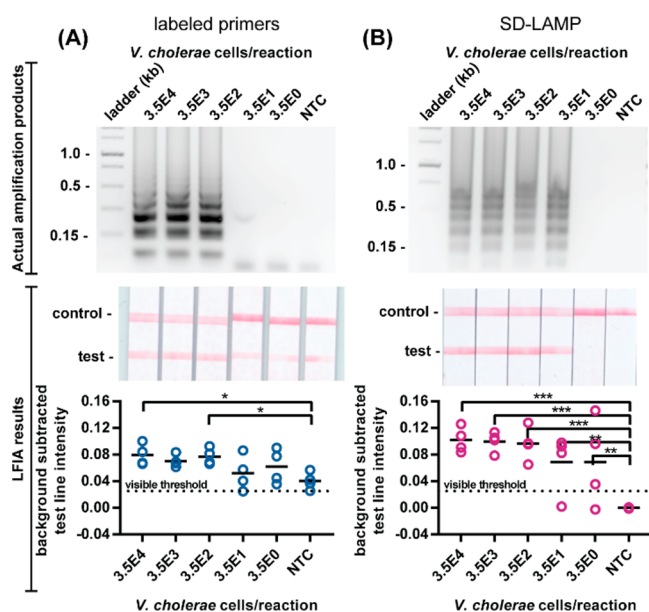 labeled primers
(A)
V. cholerae cells/reaction
ladder (kb)
3.5E4
3.5E3
3.5E2
3.5E1
3.5E0
NTC
1.0 -
0.5 -
0.15 -
SD-LAMP
(B)
V. cholerae cells/reaction
ladder (kb)
3.5E4
3.5E3
3.5E2
3.5E1
3.5E0
NTC
1.0 -
0.5 -
0.15 -
Actual amplification products
control -
test -
control -
test -
LFIA results
background subtracted
test line intensity
0.16
0.12
0.08
0.04
0.00
-0.04
*
*
visible threshold
3.5E4
3.5E3
3.5E2
3.5E1
3.5E0
NTC
V. cholerae cells/reaction
background subtracted
test line intensity
0.16
0.12
0.08
0.04
0.00
-0.04
***
***
***
**
**
visible threshold
3.5E4
3.5E3
3.5E2
3.5E1
3.5E0
NTC
V. cholerae cells/reaction